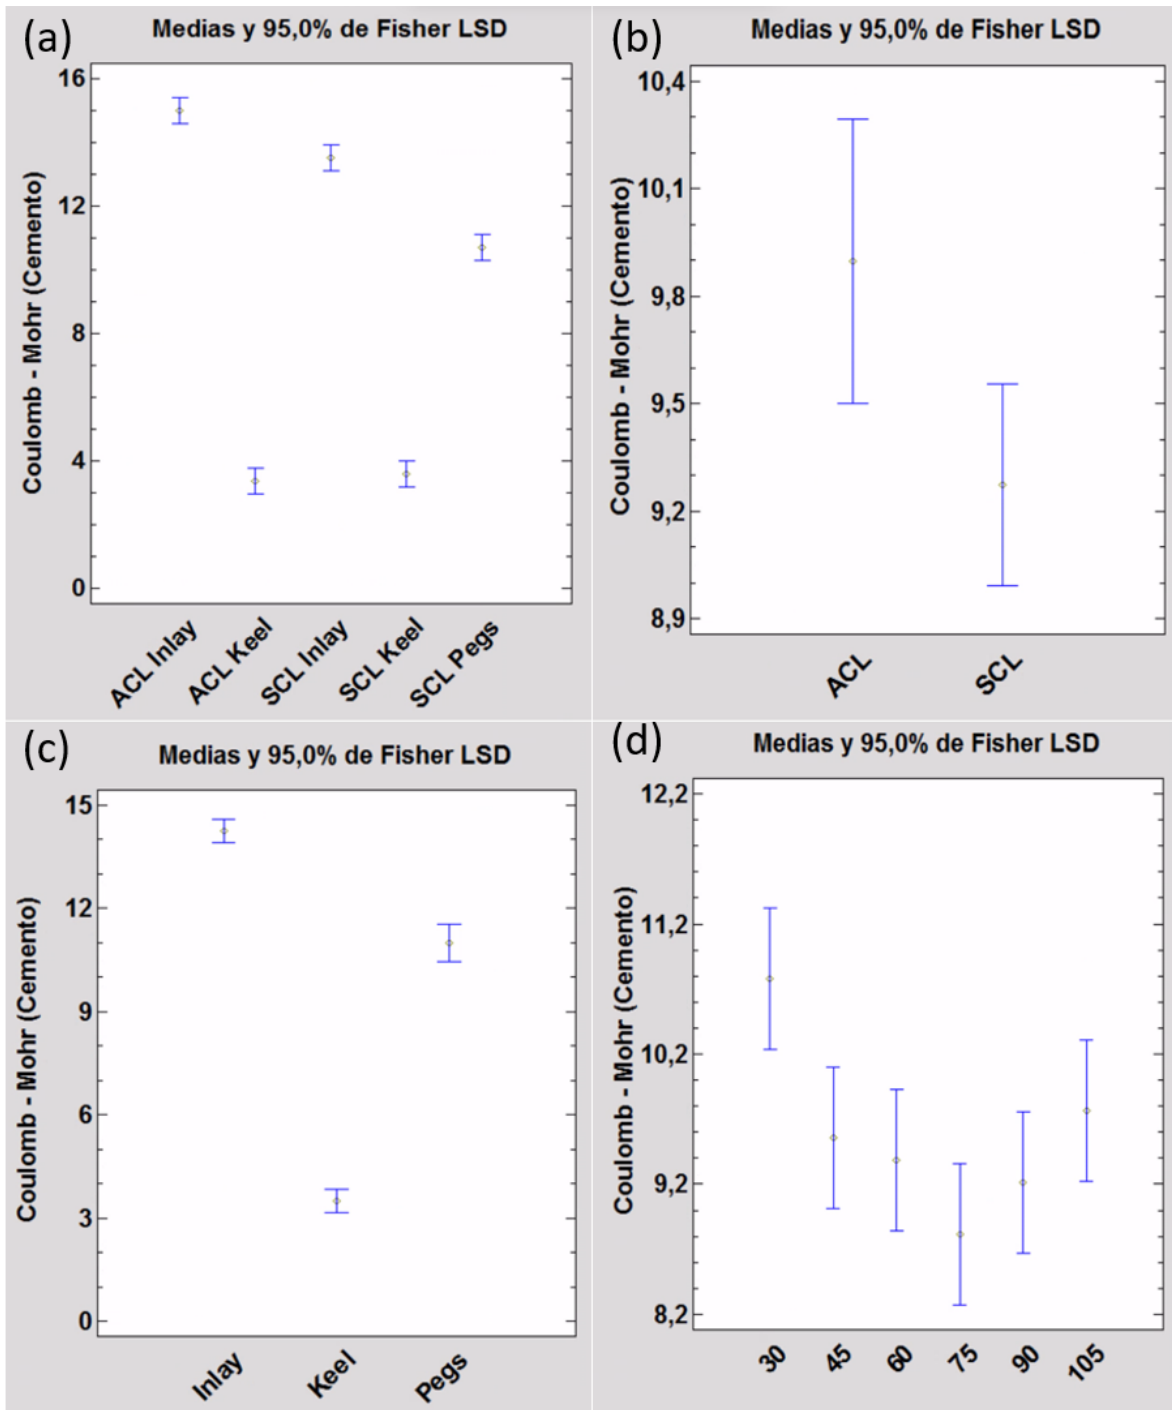 (a)
Medias y 95,0% de Fisher LSD
Coulomb - Mohr (Cemento)
16
12
8
4
0
ACL Inlay
ACL Keel
SCL Inlay
SCL Keel
SCL Pegs
(b)
Medias y 95,0% de Fisher LSD
Coulomb - Mohr (Cemento)
10,4
10,1
9,8
9,5
9,2
8,9
ACL
SCL
(c)
Medias y 95,0% de Fisher LSD
Coulomb - Mohr (Cemento)
15
12
9
6
3
0
Inlay
Keel
Pegs
(d)
Medias y 95,0% de Fisher LSD
Coulomb - Mohr (Cemento)
12,2
11,2
10,2
9,2
8,2
30
45
60
75
90
105